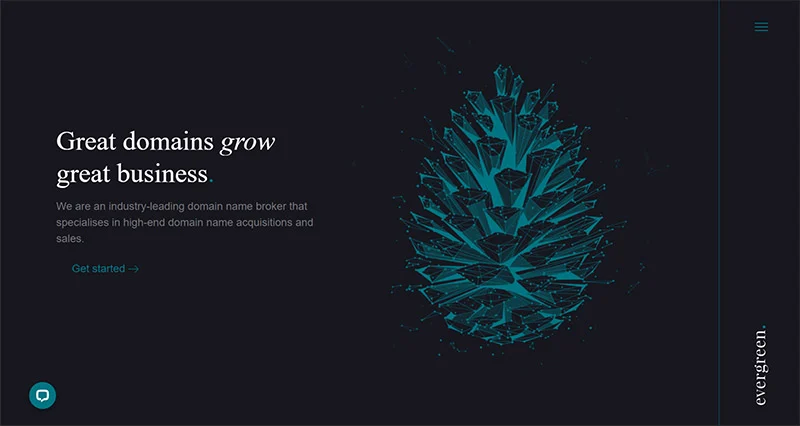 Great domains grow
great business.
We are an industry-leading domain name broker that
specialises in high-end domain name acquisitions and
sales.
Get started →
evergreen.